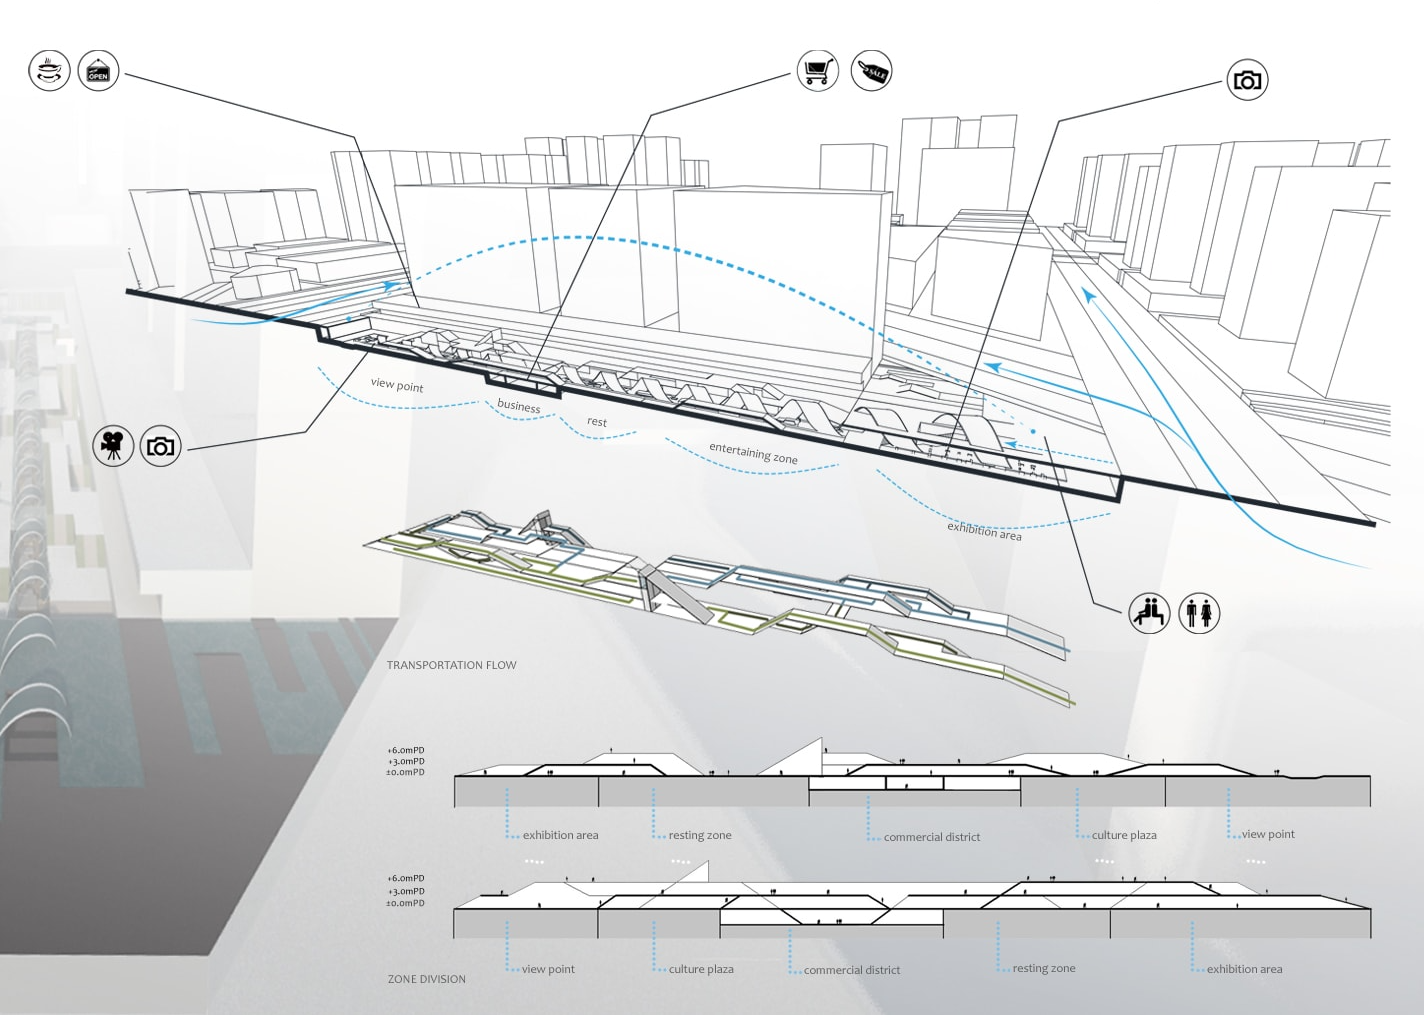 OPEN
SALE
view point
business
rest
entertaining zone
exhibition area
TRANSPORTATION FLOW
+6.0mPD
+3.0mPD
±0.0mPD
exhibition area
resting zone
commercial district
culture plaza
view point
+6.0mPD
+3.0mPD
±0.0mPD
view point
culture plaza
commercial district
resting zone
exhibition area
ZONE DIVISION